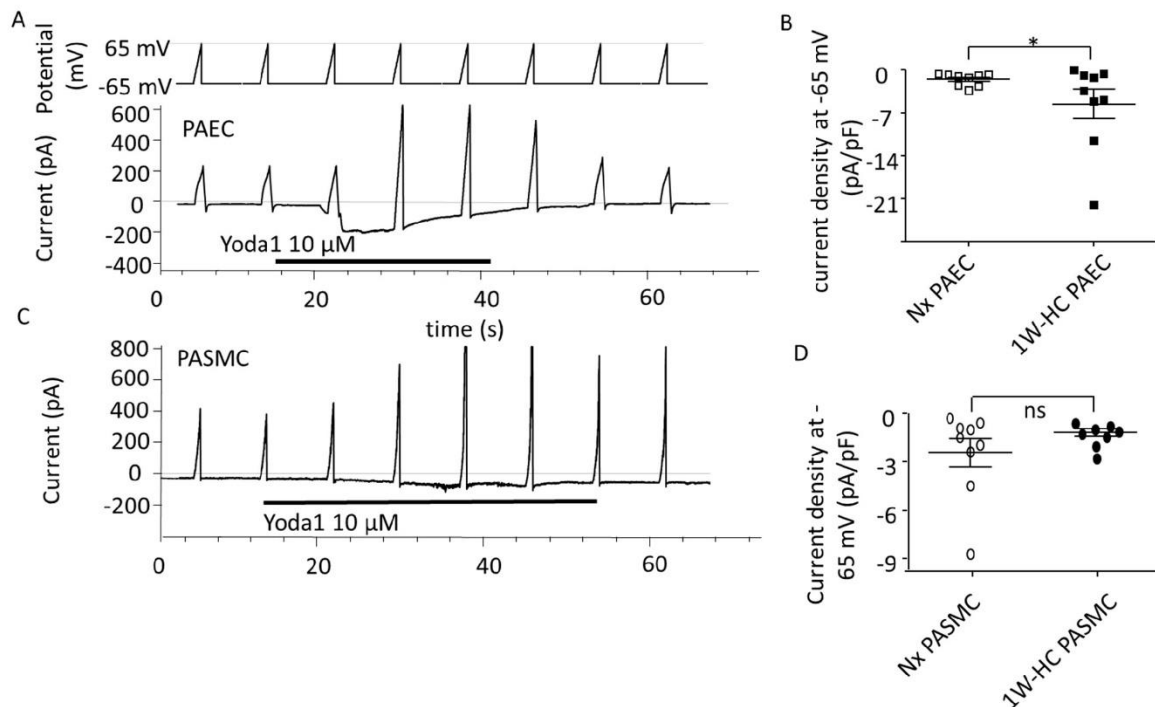 A
Potential
(mV)
65 mV
-65 mV
Current (pA)
600
400
200
0
-200
-400
PAEC
Yoda1 10 µM
0 20 40 60
time (s)
B
current density at -65 mV
(pA/pF)
0
-7
-14
-21
*
Nx PAEC
1W-HC PAEC
C
Current (pA)
800
600
400
200
0
-200
PASMC
Yoda1 10 µM
0 20 40 60
D
Current density at -
65 mV (pA/pF)
0
-3
-6
-9
ns
Nx PASMC
1W-HC PASMC